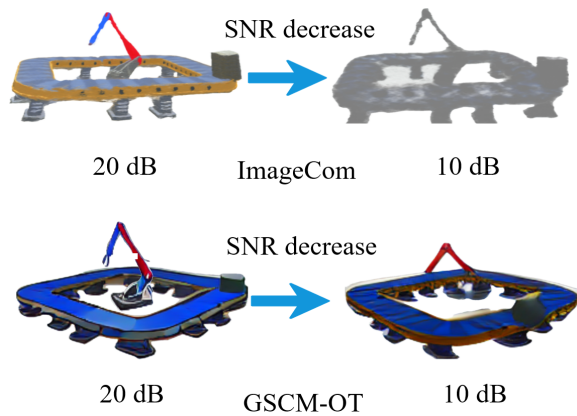 SNR decrease
20 dB
ImageCom
10 dB
SNR decrease
20 dB
GSCM-OT
10 dB